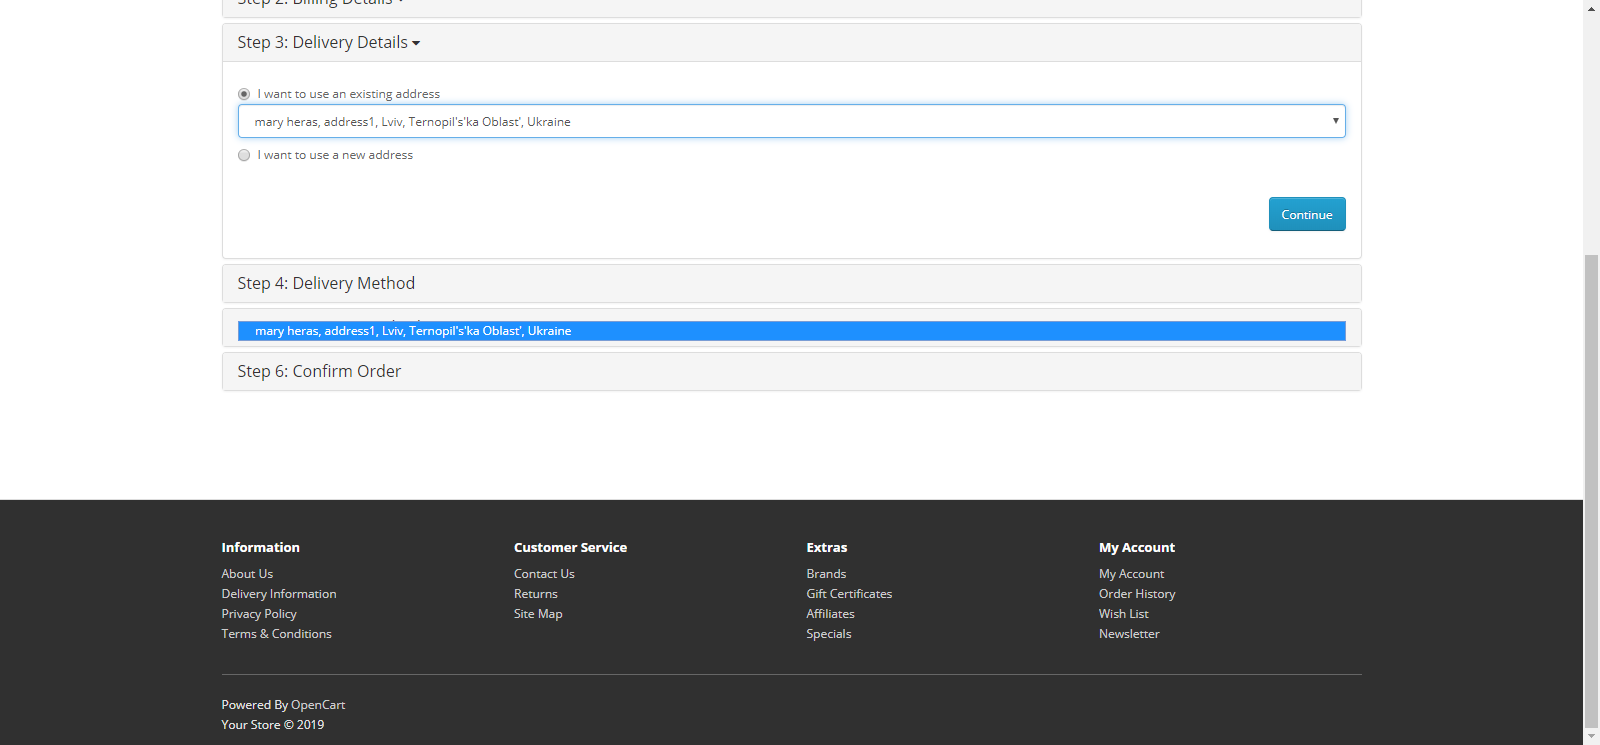 Step 2: Billing Details
Step 3: Delivery Details
I want to use an existing address
mary heras, address1, Lviv, Ternopil's'ka Oblast', Ukraine
I want to use a new address
Continue
Step 4: Delivery Method
mary heras, address1, Lviv, Ternopil's'ka Oblast', Ukraine
Step 6: Confirm Order
Information
About Us
Delivery Information
Privacy Policy
Terms & Conditions
Customer Service
Contact Us
Returns
Site Map
Extras
Brands
Gift Certificates
Affiliates
Specials
My Account
My Account
Order History
Wish List
Newsletter
Powered By OpenCart
Your Store © 2019